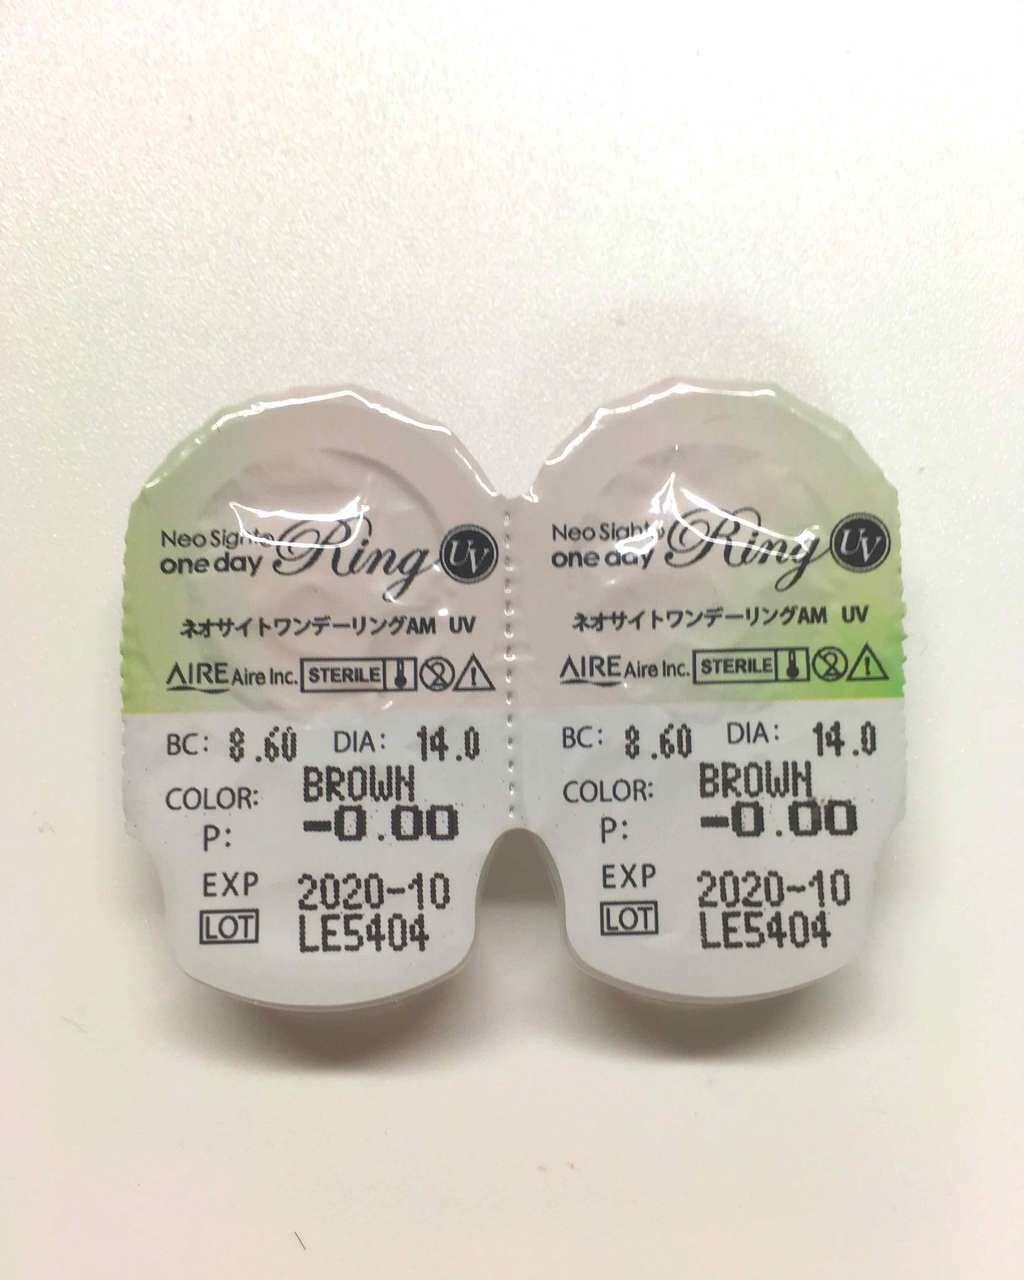 Neo Sight
one day Ring UV
ネオサイトワンデーリングAM UV
AIRE Aire Inc. STERILE
BC: 8.60 DIA: 14.0
COLOR: BROWN
P: -0.00
EXP 2020-10
LOT LE5404
Neo Sight
one day Ring UV
ネオサイトワンデーリングAM UV
AIRE Aire Inc. STERILE
BC: 8.60 DIA: 14.0
COLOR: BROWN
P: -0.00
EXP 2020-10
LOT LE5404